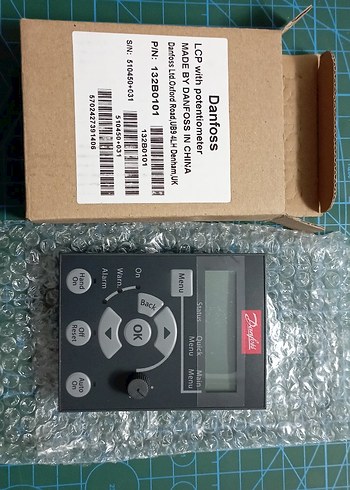 Danfoss
LCP with potentiometer
MADE BY DANFOSS IN CHINA
Danfoss Ltd.Oxford Road,UB9 4LH Denham,UK
P/N: 132B0101
132B0101
S/N: 510450+031
510450+031
5702427391406
Danfoss
Status
Quick
Menu
Main
Menu
Menu
On
Warn.
Alarm
Back
OK
Hand
On
Off
Reset
Auto
On